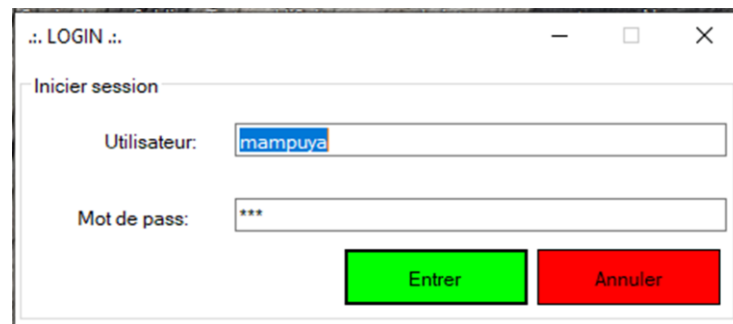 .:. LOGIN .:.
Inicier session
Utilisateur: mampuya
Mot de pass: ***
Entrer Annuler